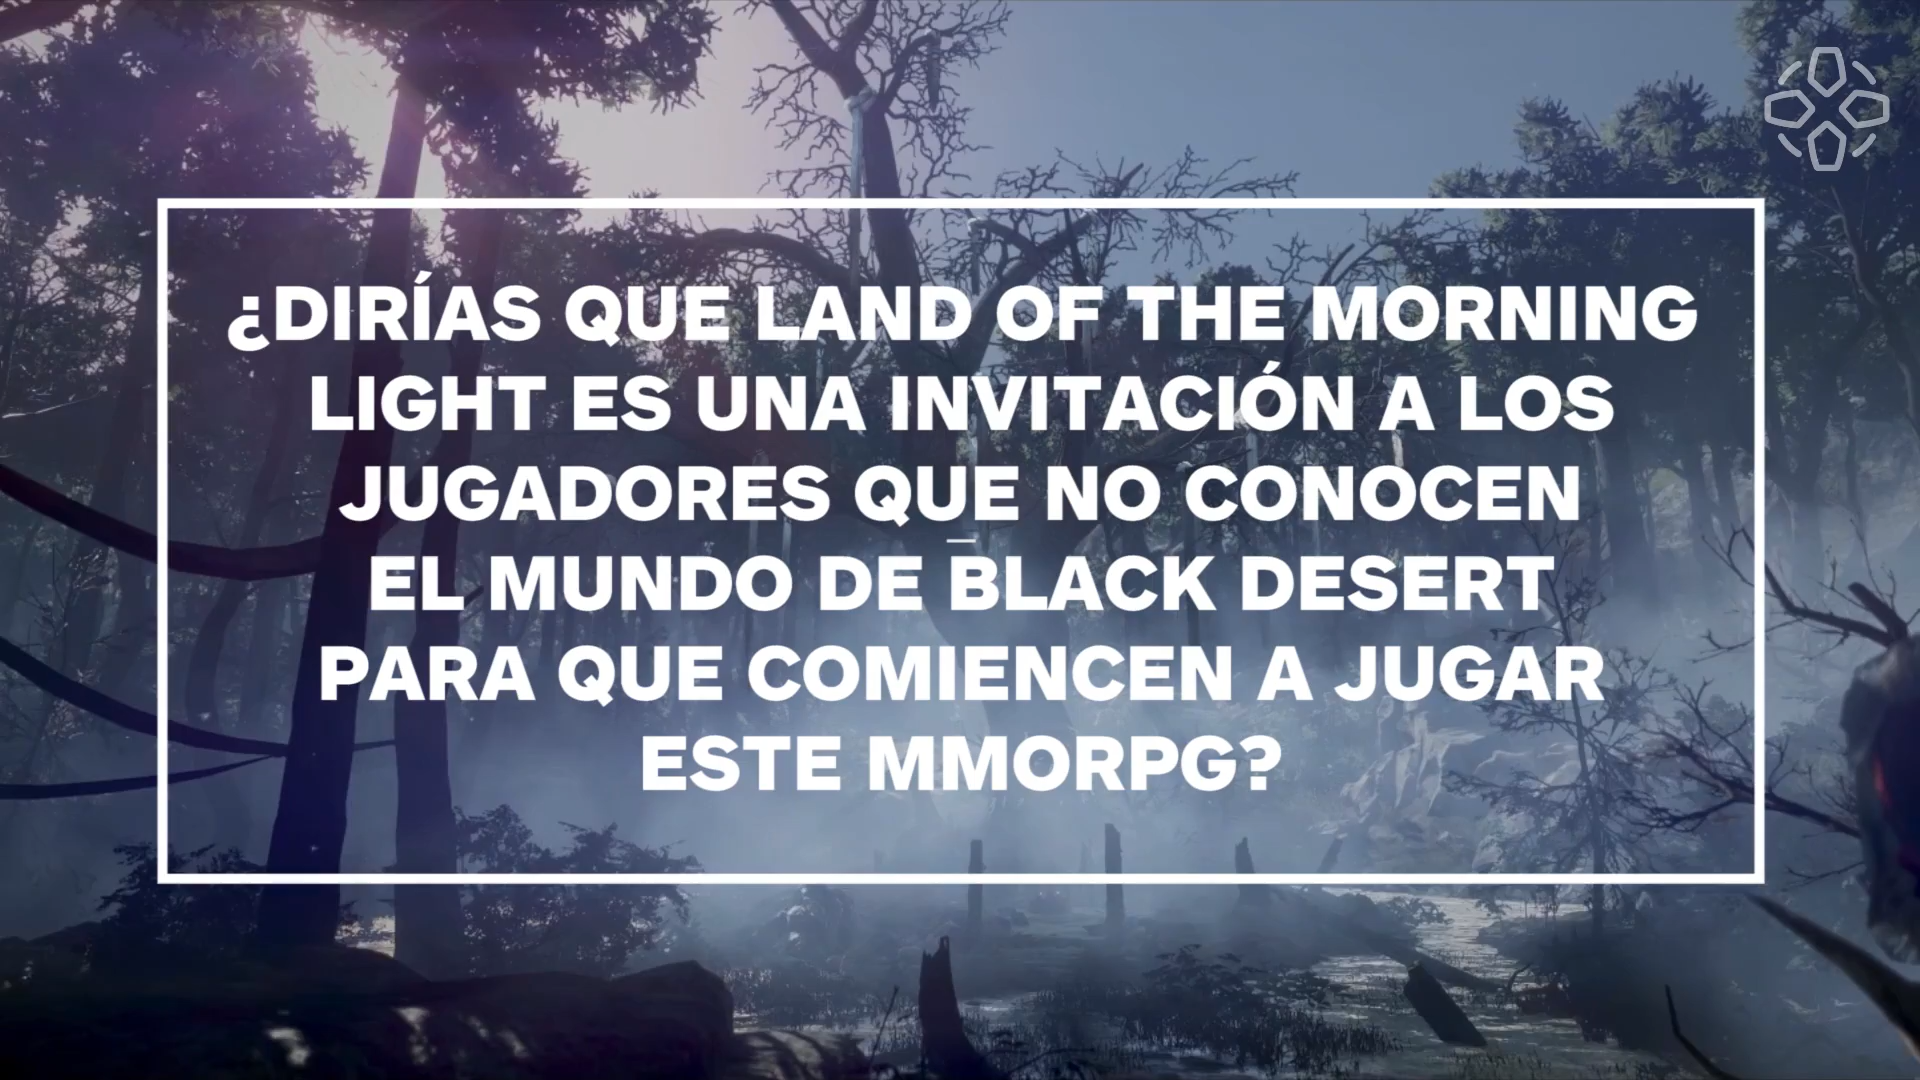 ¿DIRÍAS QUE LAND OF THE MORNING
LIGHT ES UNA INVITACIÓN A LOS
JUGADORES QUE NO CONOCEN
EL MUNDO DE BLACK DESERT
PARA QUE COMIENCEN A JUGAR
ESTE MMORPG?